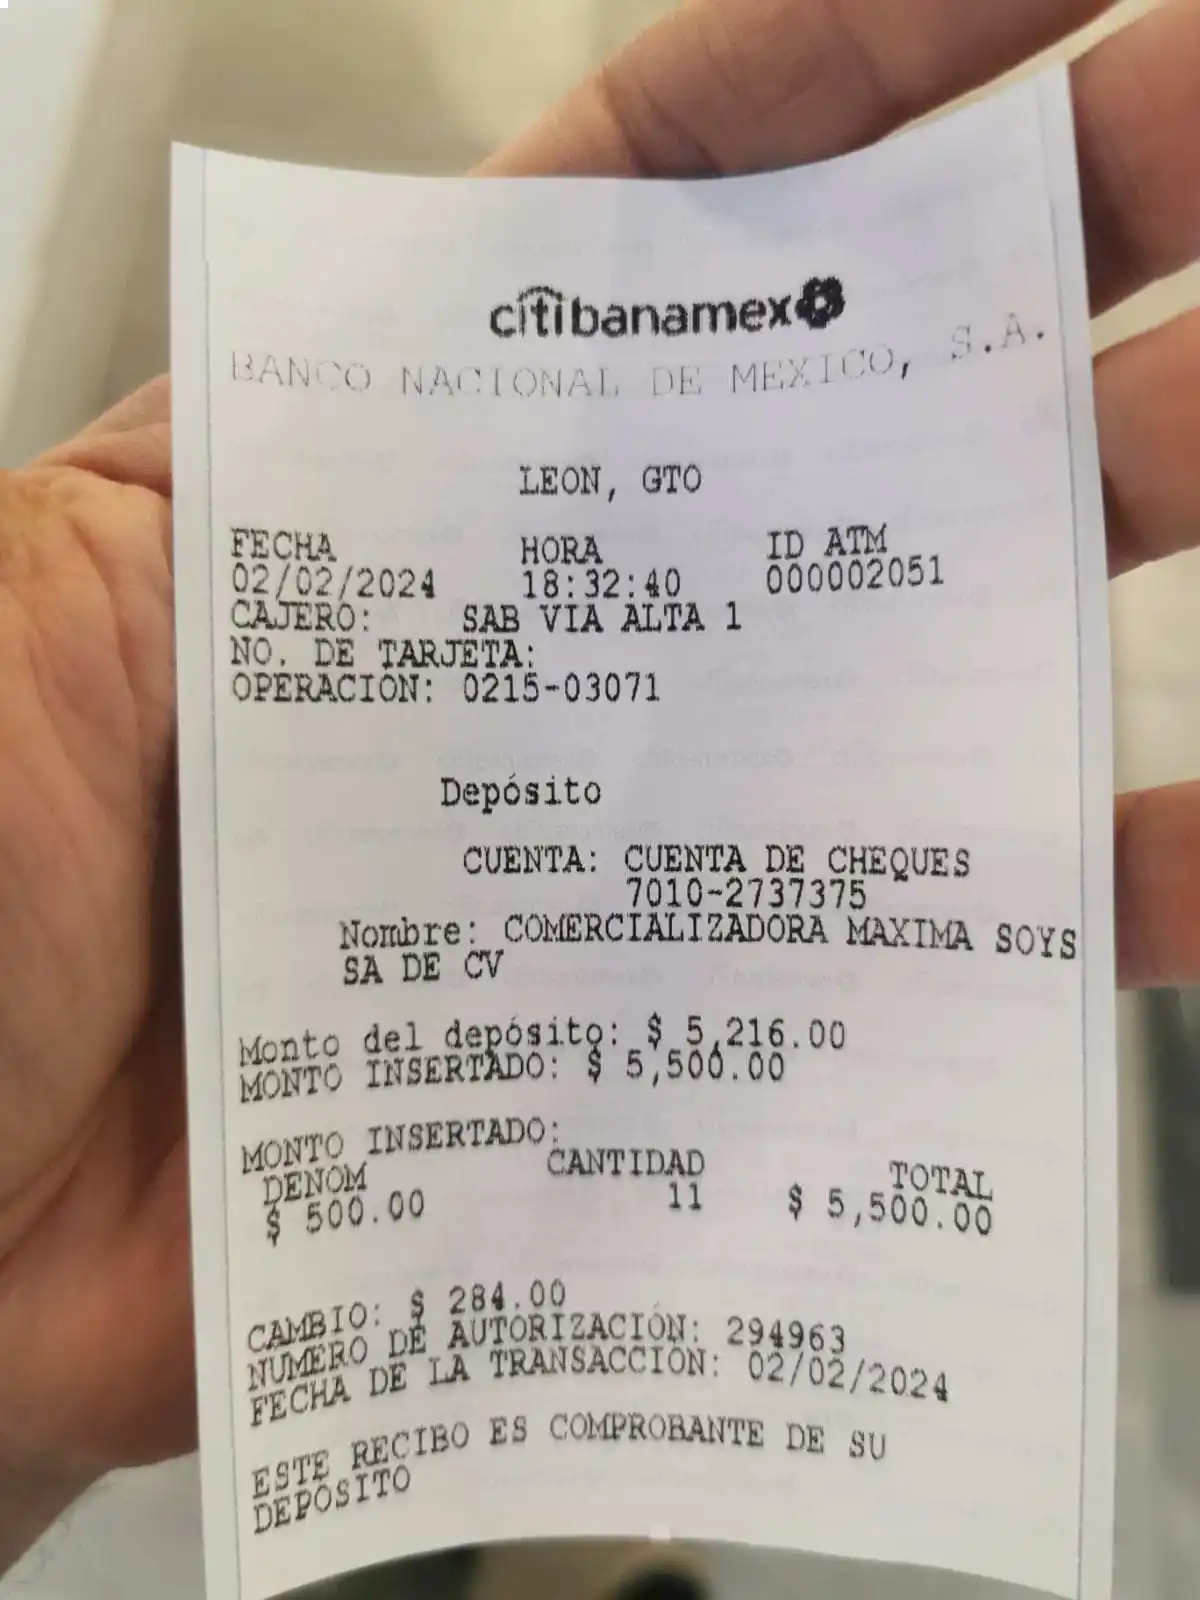 citibanamex
BANCO NACIONAL DE MEXICO, S.A.
LEON, GTO
FECHA HORA ID ATM
02/02/2024 18:32:40 000002051
CAJERO: SAB VIA ALTA 1
NO. DE TARJETA:
OPERACION: 0215-03071
Depósito
CUENTA: CUENTA DE CHEQUES
7010-2737375
Nombre: COMERCIALIZADORA MAXIMA SOYS
SA DE CV
Monto del depósito: $ 5,216.00
MONTO INSERTADO: $ 5,500.00
MONTO INSERTADO:
DENOM CANTIDAD TOTAL
$ 500.00 11 $ 5,500.00
CAMBIO: $ 284.00
NUMERO DE AUTORIZACIÓN: 294963
FECHA DE LA TRANSACCIÓN: 02/02/2024
ESTE RECIBO ES COMPROBANTE DE SU
DEPÓSITO